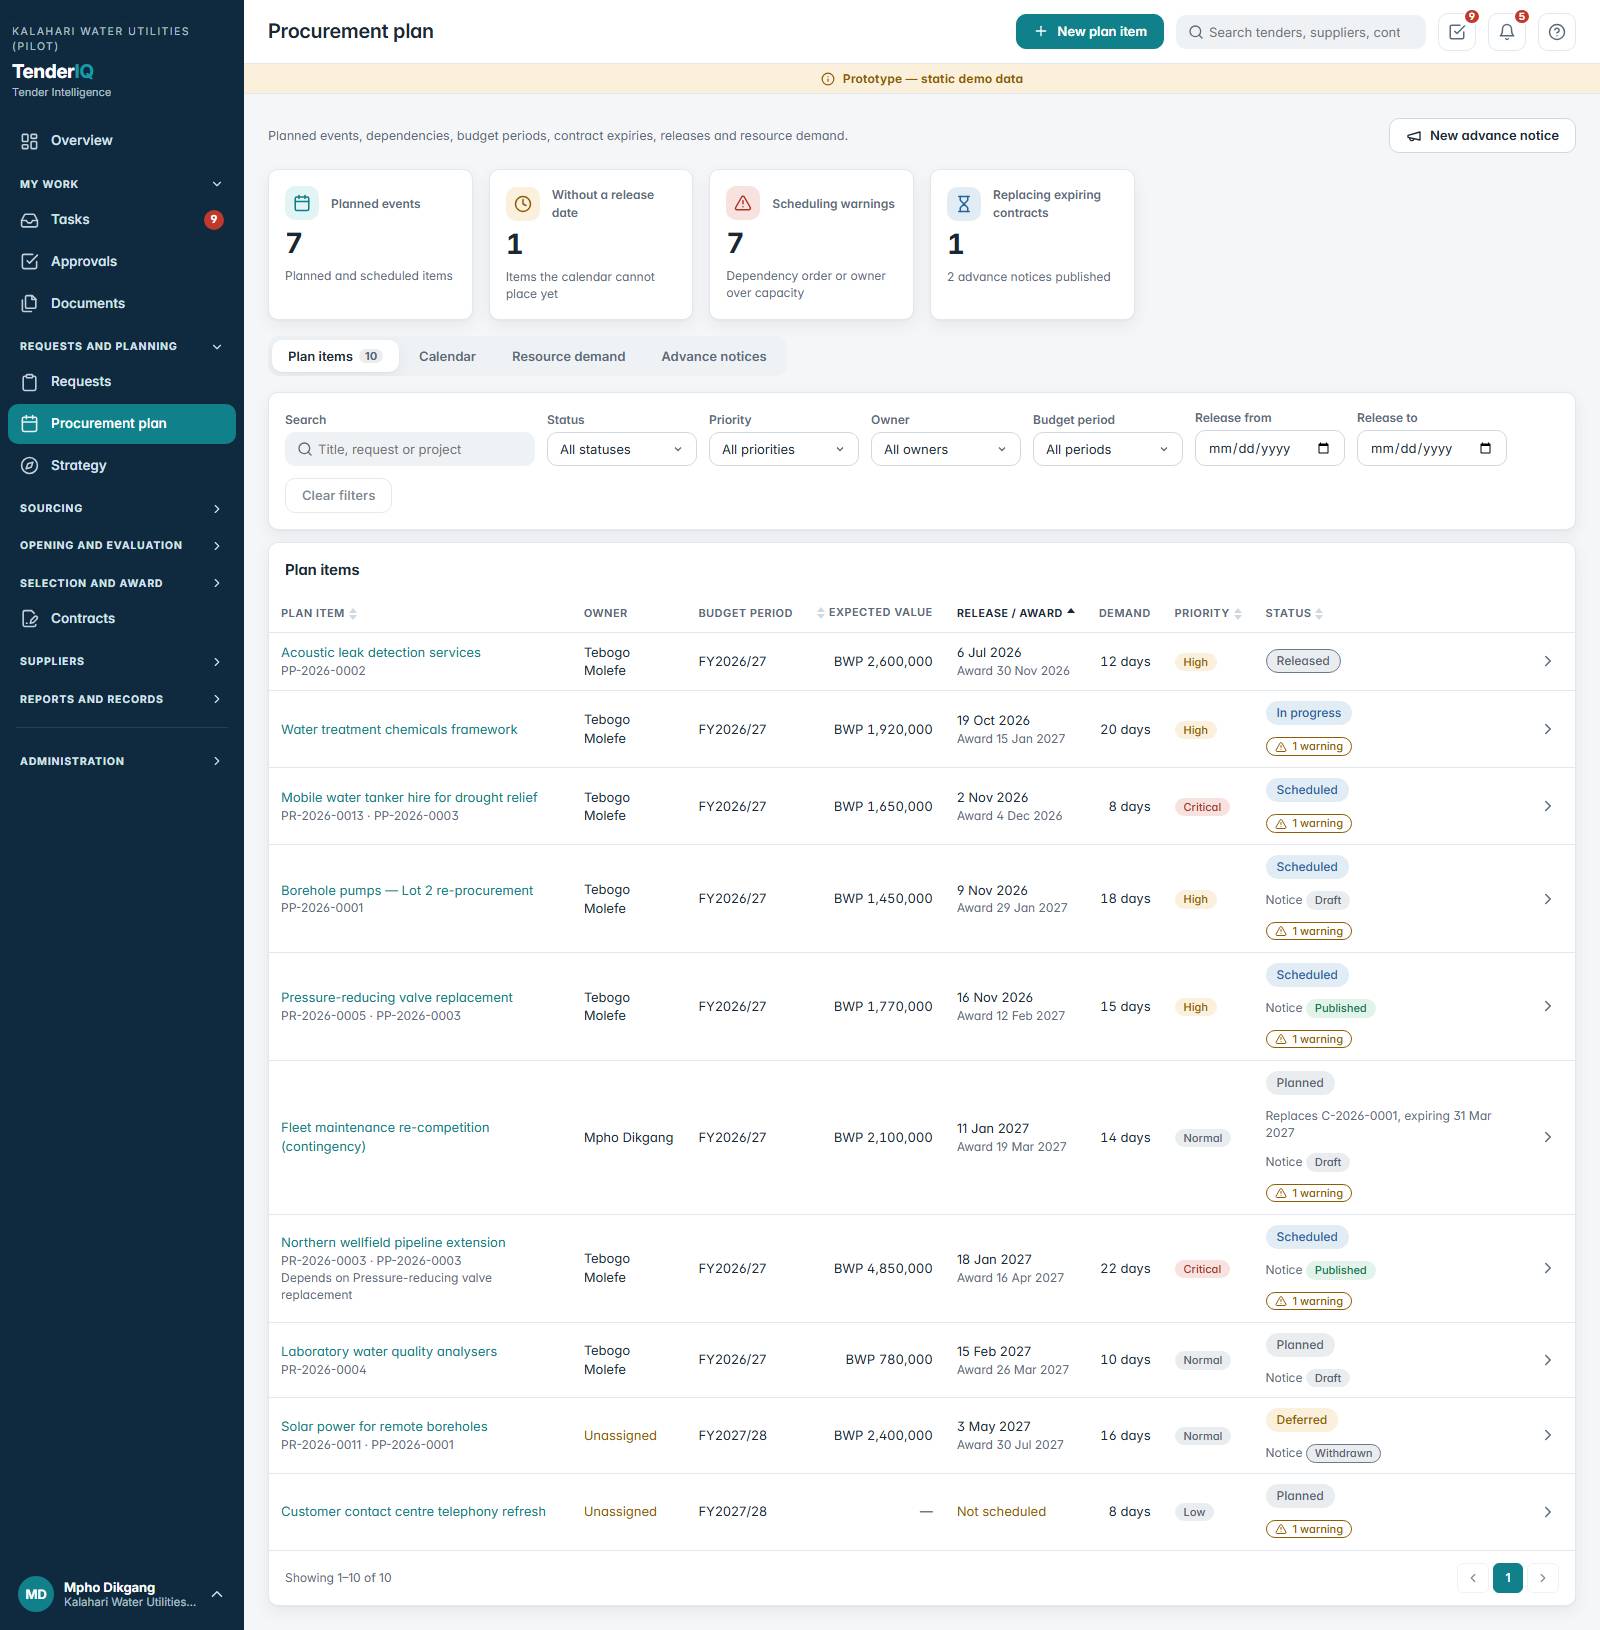 KALAHARI WATER UTILITIES
(PILOT)
TenderIQ
Tender Intelligence
Overview
MY WORK
Tasks 9
Approvals
Documents
REQUESTS AND PLANNING
Requests
Procurement plan
Strategy
SOURCING
OPENING AND EVALUATION
SELECTION AND AWARD
Contracts
SUPPLIERS
REPORTS AND RECORDS
ADMINISTRATION
MD Mpho Dikgang
Kalahari Water Utilities...
Procurement plan
New plan item
Search tenders, suppliers, cont
9
5
Prototype — static demo data
Planned events, dependencies, budget periods, contract expiries, releases and resource demand.
New advance notice
Planned events
7
Planned and scheduled items
Without a release
date
1
Items the calendar cannot
place yet
Scheduling warnings
7
Dependency order or owner
over capacity
Replacing expiring
contracts
1
2 advance notices published
Plan items 10 Calendar Resource demand Advance notices
Search Status Priority Owner Budget period Release from Release to
Title, request or project All statuses All priorities All owners All periods mm/dd/yyyy mm/dd/yyyy
Clear filters
Plan items
PLAN ITEM OWNER BUDGET PERIOD EXPECTED VALUE RELEASE / AWARD DEMAND PRIORITY STATUS
Acoustic leak detection services
PP-2026-0002
Tebogo
Molefe
FY2026/27
BWP 2,600,000
6 Jul 2026
Award 30 Nov 2026
12 days
High
Released
Water treatment chemicals framework
Tebogo
Molefe
FY2026/27
BWP 1,920,000
19 Oct 2026
Award 15 Jan 2027
20 days
High
In progress
1 warning
Mobile water tanker hire for drought relief
PR-2026-0013 · PP-2026-0003
Tebogo
Molefe
FY2026/27
BWP 1,650,000
2 Nov 2026
Award 4 Dec 2026
8 days
Critical
Scheduled
1 warning
Borehole pumps — Lot 2 re-procurement
PP-2026-0001
Tebogo
Molefe
FY2026/27
BWP 1,450,000
9 Nov 2026
Award 29 Jan 2027
18 days
High
Scheduled
Notice Draft
1 warning
Pressure-reducing valve replacement
PR-2026-0005 · PP-2026-0003
Tebogo
Molefe
FY2026/27
BWP 1,770,000
16 Nov 2026
Award 12 Feb 2027
15 days
High
Scheduled
Notice Published
1 warning
Fleet maintenance re-competition
(contingency)
Mpho Dikgang
FY2026/27
BWP 2,100,000
11 Jan 2027
Award 19 Mar 2027
14 days
Normal
Planned
Replaces C-2026-0001, expiring 31 Mar
2027
Notice Draft
1 warning
Northern wellfield pipeline extension
PR-2026-0003 · PP-2026-0003
Depends on Pressure-reducing valve
replacement
Tebogo
Molefe
FY2026/27
BWP 4,850,000
18 Jan 2027
Award 16 Apr 2027
22 days
Critical
Scheduled
Notice Published
1 warning
Laboratory water quality analysers
PR-2026-0004
Tebogo
Molefe
FY2026/27
BWP 780,000
15 Feb 2027
Award 26 Mar 2027
10 days
Normal
Planned
Notice Draft
Solar power for remote boreholes
PR-2026-0011 · PP-2026-0001
Unassigned
FY2027/28
BWP 2,400,000
3 May 2027
Award 30 Jul 2027
16 days
Normal
Deferred
Notice Withdrawn
Customer contact centre telephony refresh
Unassigned
FY2027/28
—
Not scheduled
8 days
Low
Planned
1 warning
Showing 1–10 of 10
1